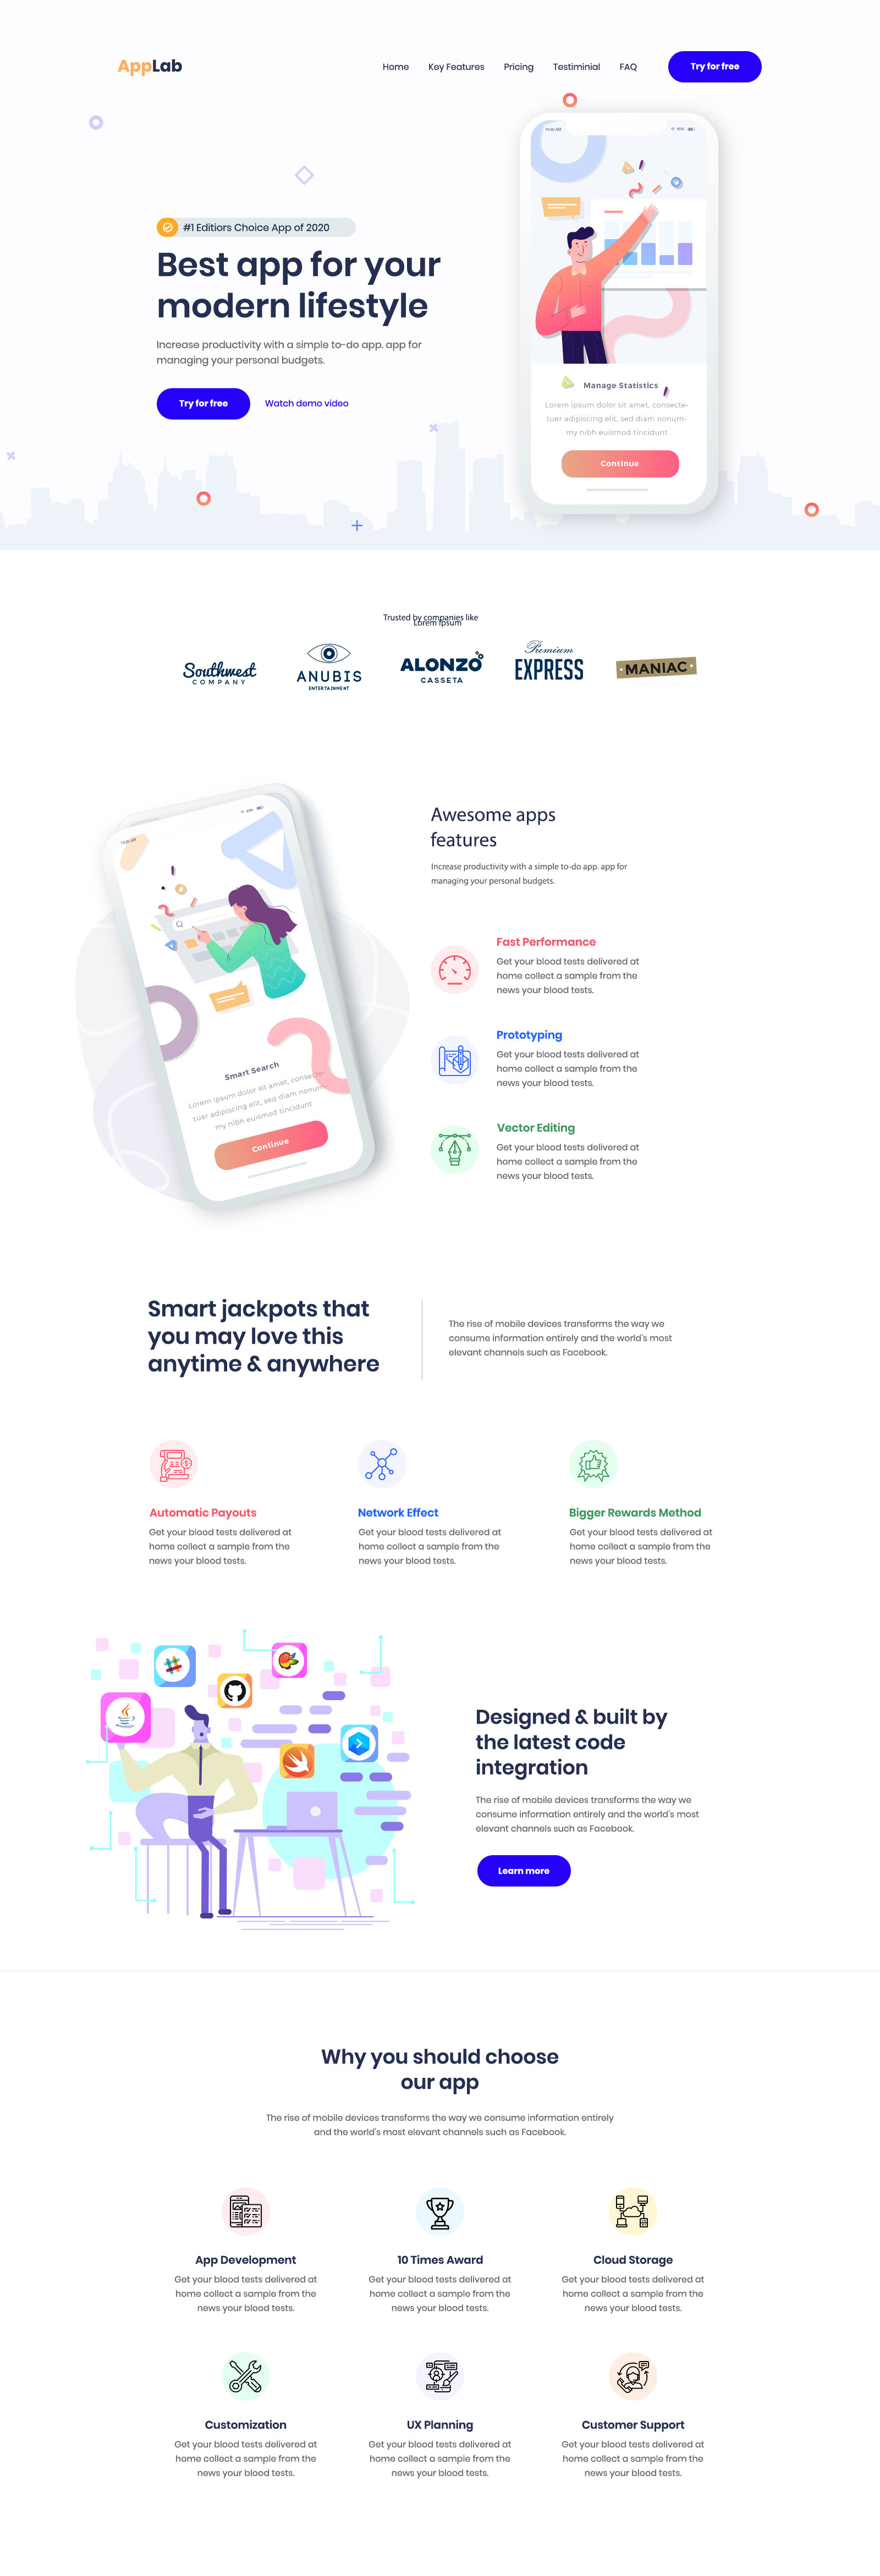 AppLab
Home Key Features Pricing Testiminial FAQ Try for free
#1 Editiors Choice App of 2020
Best app for your
modern lifestyle
Increase productivity with a simple to-do app. app for
managing your personal budgets.
Try for free Watch demo video
10:30 AM 80%
Manage Statistics
Lorem ipsum dolor sit amet, consecte-
tuer adipiscing elit, sed diam nonum-
my nibh euismod tincidunt
Continue
Trusted by companies like
Lorem Ipsum
Southwest
COMPANY
ANUBIS
ENTERTAINMENT
ALONZO
CASSETA
Premium
EXPRESS
MANIAC
Smart Search
Lorem ipsum dolor sit amet, consecte-
tuer adipiscing elit, sed diam nonum-
my nibh euismod tincidunt
Continue
Awesome apps
features
Increase productivity with a simple to-do app. app for
managing your personal budgets.
Fast Performance
Get your blood tests delivered at
home collect a sample from the
news your blood tests.
Prototyping
Get your blood tests delivered at
home collect a sample from the
news your blood tests.
Vector Editing
Get your blood tests delivered at
home collect a sample from the
news your blood tests.
Smart jackpots that
you may love this
anytime & anywhere
The rise of mobile devices transforms the way we
consume information entirely and the world's most
elevant channels such as Facebook.
Automatic Payouts
Get your blood tests delivered at
home collect a sample from the
news your blood tests.
Network Effect
Get your blood tests delivered at
home collect a sample from the
news your blood tests.
Bigger Rewards Method
Get your blood tests delivered at
home collect a sample from the
news your blood tests.
Designed & built by
the latest code
integration
The rise of mobile devices transforms the way we
consume information entirely and the world's most
elevant channels such as Facebook.
Learn more
Why you should choose
our app
The rise of mobile devices transforms the way we consume information entirely
and the world's most elevant channels such as Facebook.
App Development
Get your blood tests delivered at
home collect a sample from the
news your blood tests.
10 Times Award
Get your blood tests delivered at
home collect a sample from the
news your blood tests.
Cloud Storage
Get your blood tests delivered at
home collect a sample from the
news your blood tests.
Customization
Get your blood tests delivered at
home collect a sample from the
news your blood tests.
UX Planning
Get your blood tests delivered at
home collect a sample from the
news your blood tests.
Customer Support
Get your blood tests delivered at
home collect a sample from the
news your blood tests.